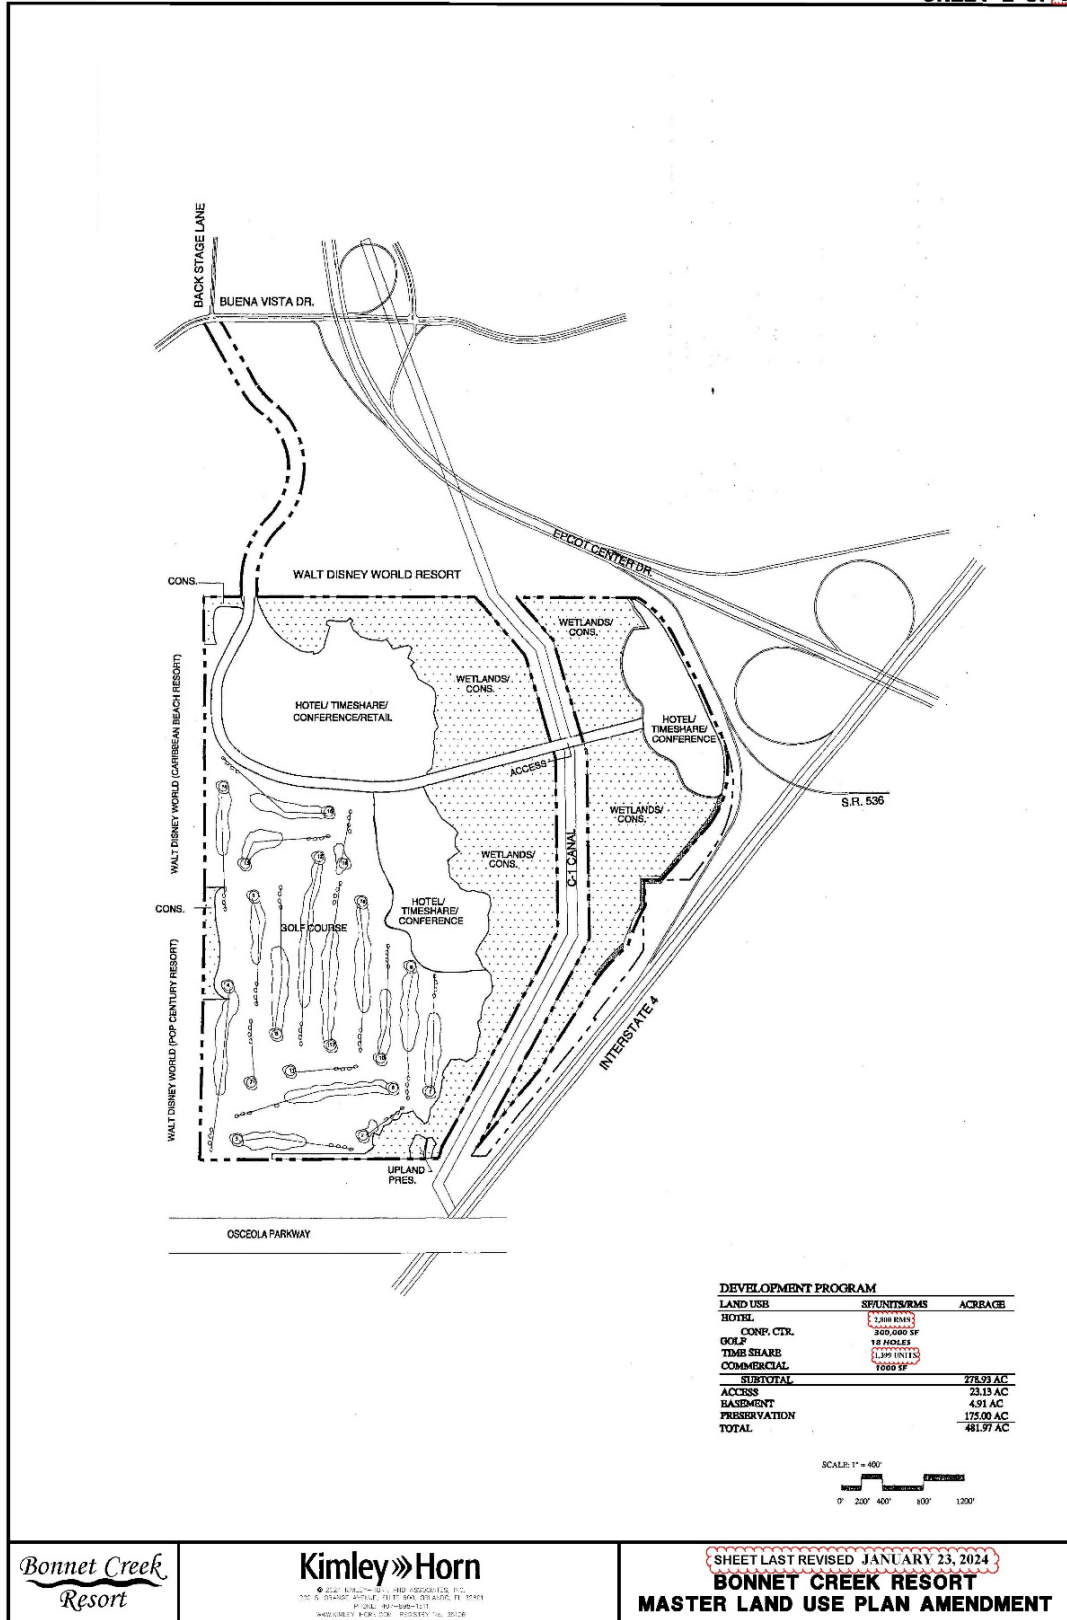 BACK STAGE LANE
BUENA VISTA DR.
EPCOT CENTER DR.
CONS.
WALT DISNEY WORLD RESORT
WETLANDS/
CONS.
WALT DISNEY WORLD (CARIBBEAN BEACH RESORT)
WETLANDS/
CONS.
HOTEL/ TIMESHARE/
CONFERENCE/RETAIL
HOTEL/
TIMESHARE/
CONFERENCE
ACCESS
S.R. 536
WETLANDS/
CONS.
C-1 CANAL
WETLANDS/
CONS.
CONS.
HOTEL/
TIMESHARE/
CONFERENCE
GOLF COURSE
WALT DISNEY WORLD (POP CENTURY RESORT)
INTERSTATE 4
UPLAND
PRES.
OSCEOLA PARKWAY
DEVELOPMENT PROGRAM
LAND USE SF/UNITS/RMS ACREAGE
HOTEL 2,800 RMS
CONF. CTR. 300,000 SF
GOLF 18 HOLES
TIME SHARE 1,399 UNITS
COMMERCIAL 1000 SF
SUBTOTAL 278.93 AC
ACCESS 23.13 AC
EASEMENT 4.91 AC
PRESERVATION 175.00 AC
TOTAL 481.97 AC
SCALE: 1" = 400'
0' 200' 400' 800' 1200'
Bonnet Creek
Resort
Kimley»Horn
SHEET LAST REVISED JANUARY 23, 2024
BONNET CREEK RESORT
MASTER LAND USE PLAN AMENDMENT